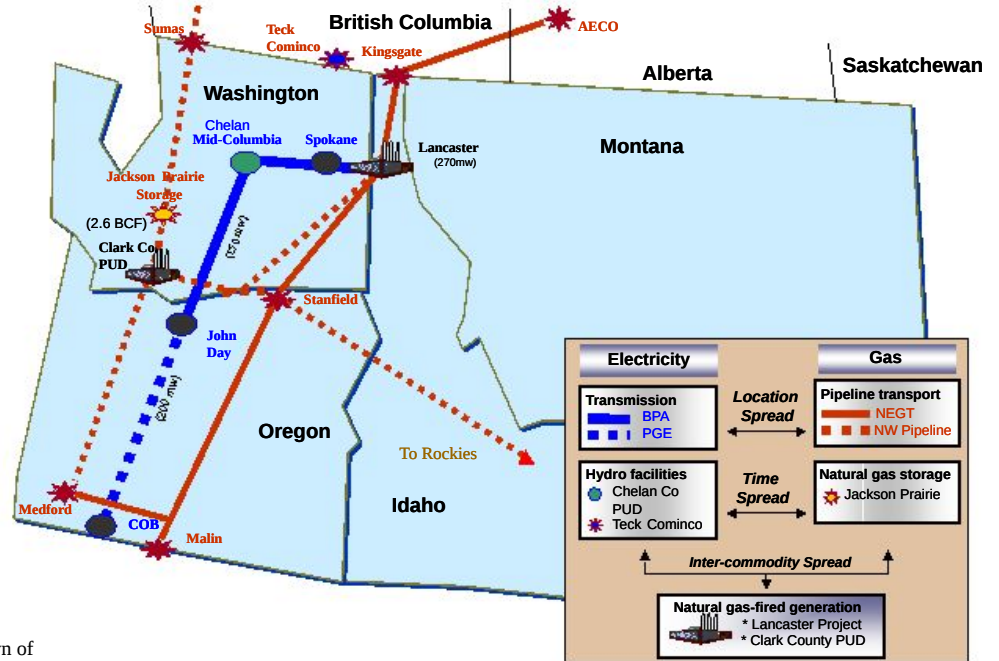 British Columbia
AECO
Sumas
Teck
Cominco
Kingsgate
Alberta
Saskatchewan
Washington
Chelan
Mid-Columbia
Spokane
Lancaster
(270mw)
Montana
Jackson Prairie
Storage
(2.6 BCF)
Clark Co
PUD
Stanfield
John
Day
(200 mw)
Oregon
To Rockies
Idaho
Medford
COB
Malin
Electricity
Gas
Transmission
BPA
PGE
Location
Spread
Pipeline transport
NEGT
NW Pipeline
Hydro facilities
Chelan Co
PUD
Teck Cominco
Time
Spread
Natural gas storage
Jackson Prairie
Inter-commodity Spread
Natural gas-fired generation
* Lancaster Project
* Clark County PUD
of